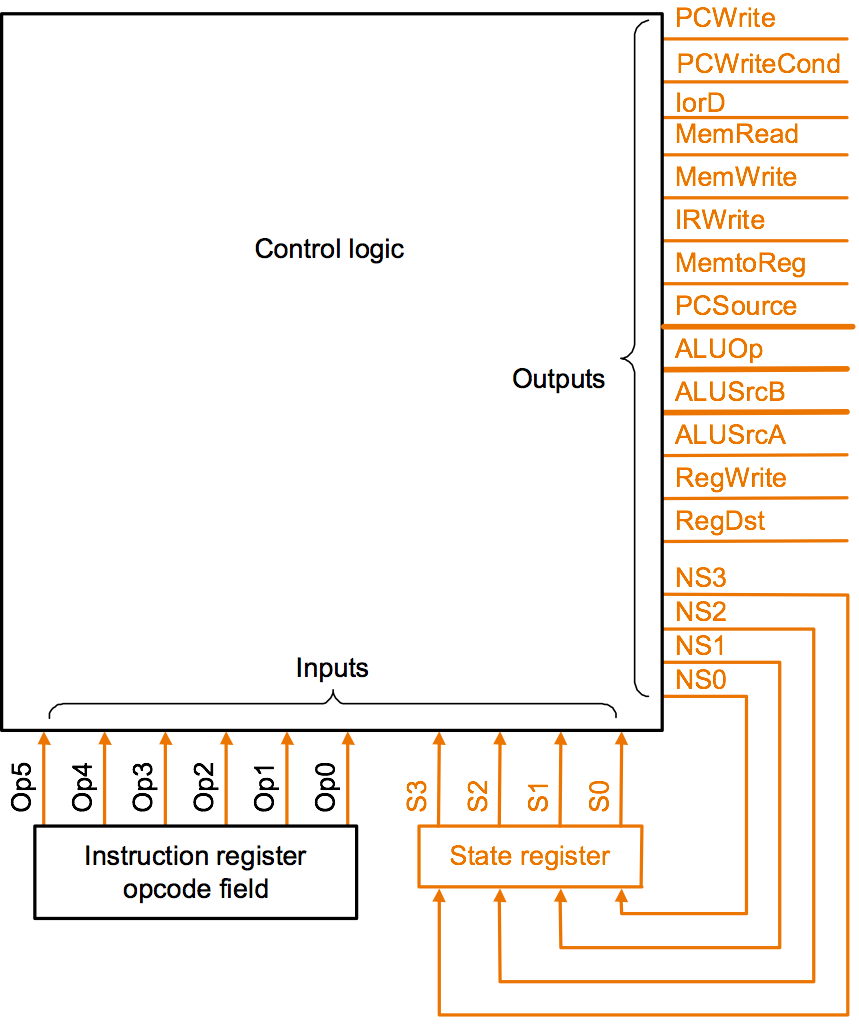 PCWrite
PCWriteCond
IorD
MemRead
MemWrite
IRWrite
MemtoReg
PCSource
ALUOp
ALUSrcB
ALUSrcA
RegWrite
RegDst
NS3
NS2
NS1
NS0
Control logic
Outputs
Inputs
Op5
Op4
Op3
Op2
Op1
Op0
S3
S2
S1
S0
Instruction register
opcode field
State register